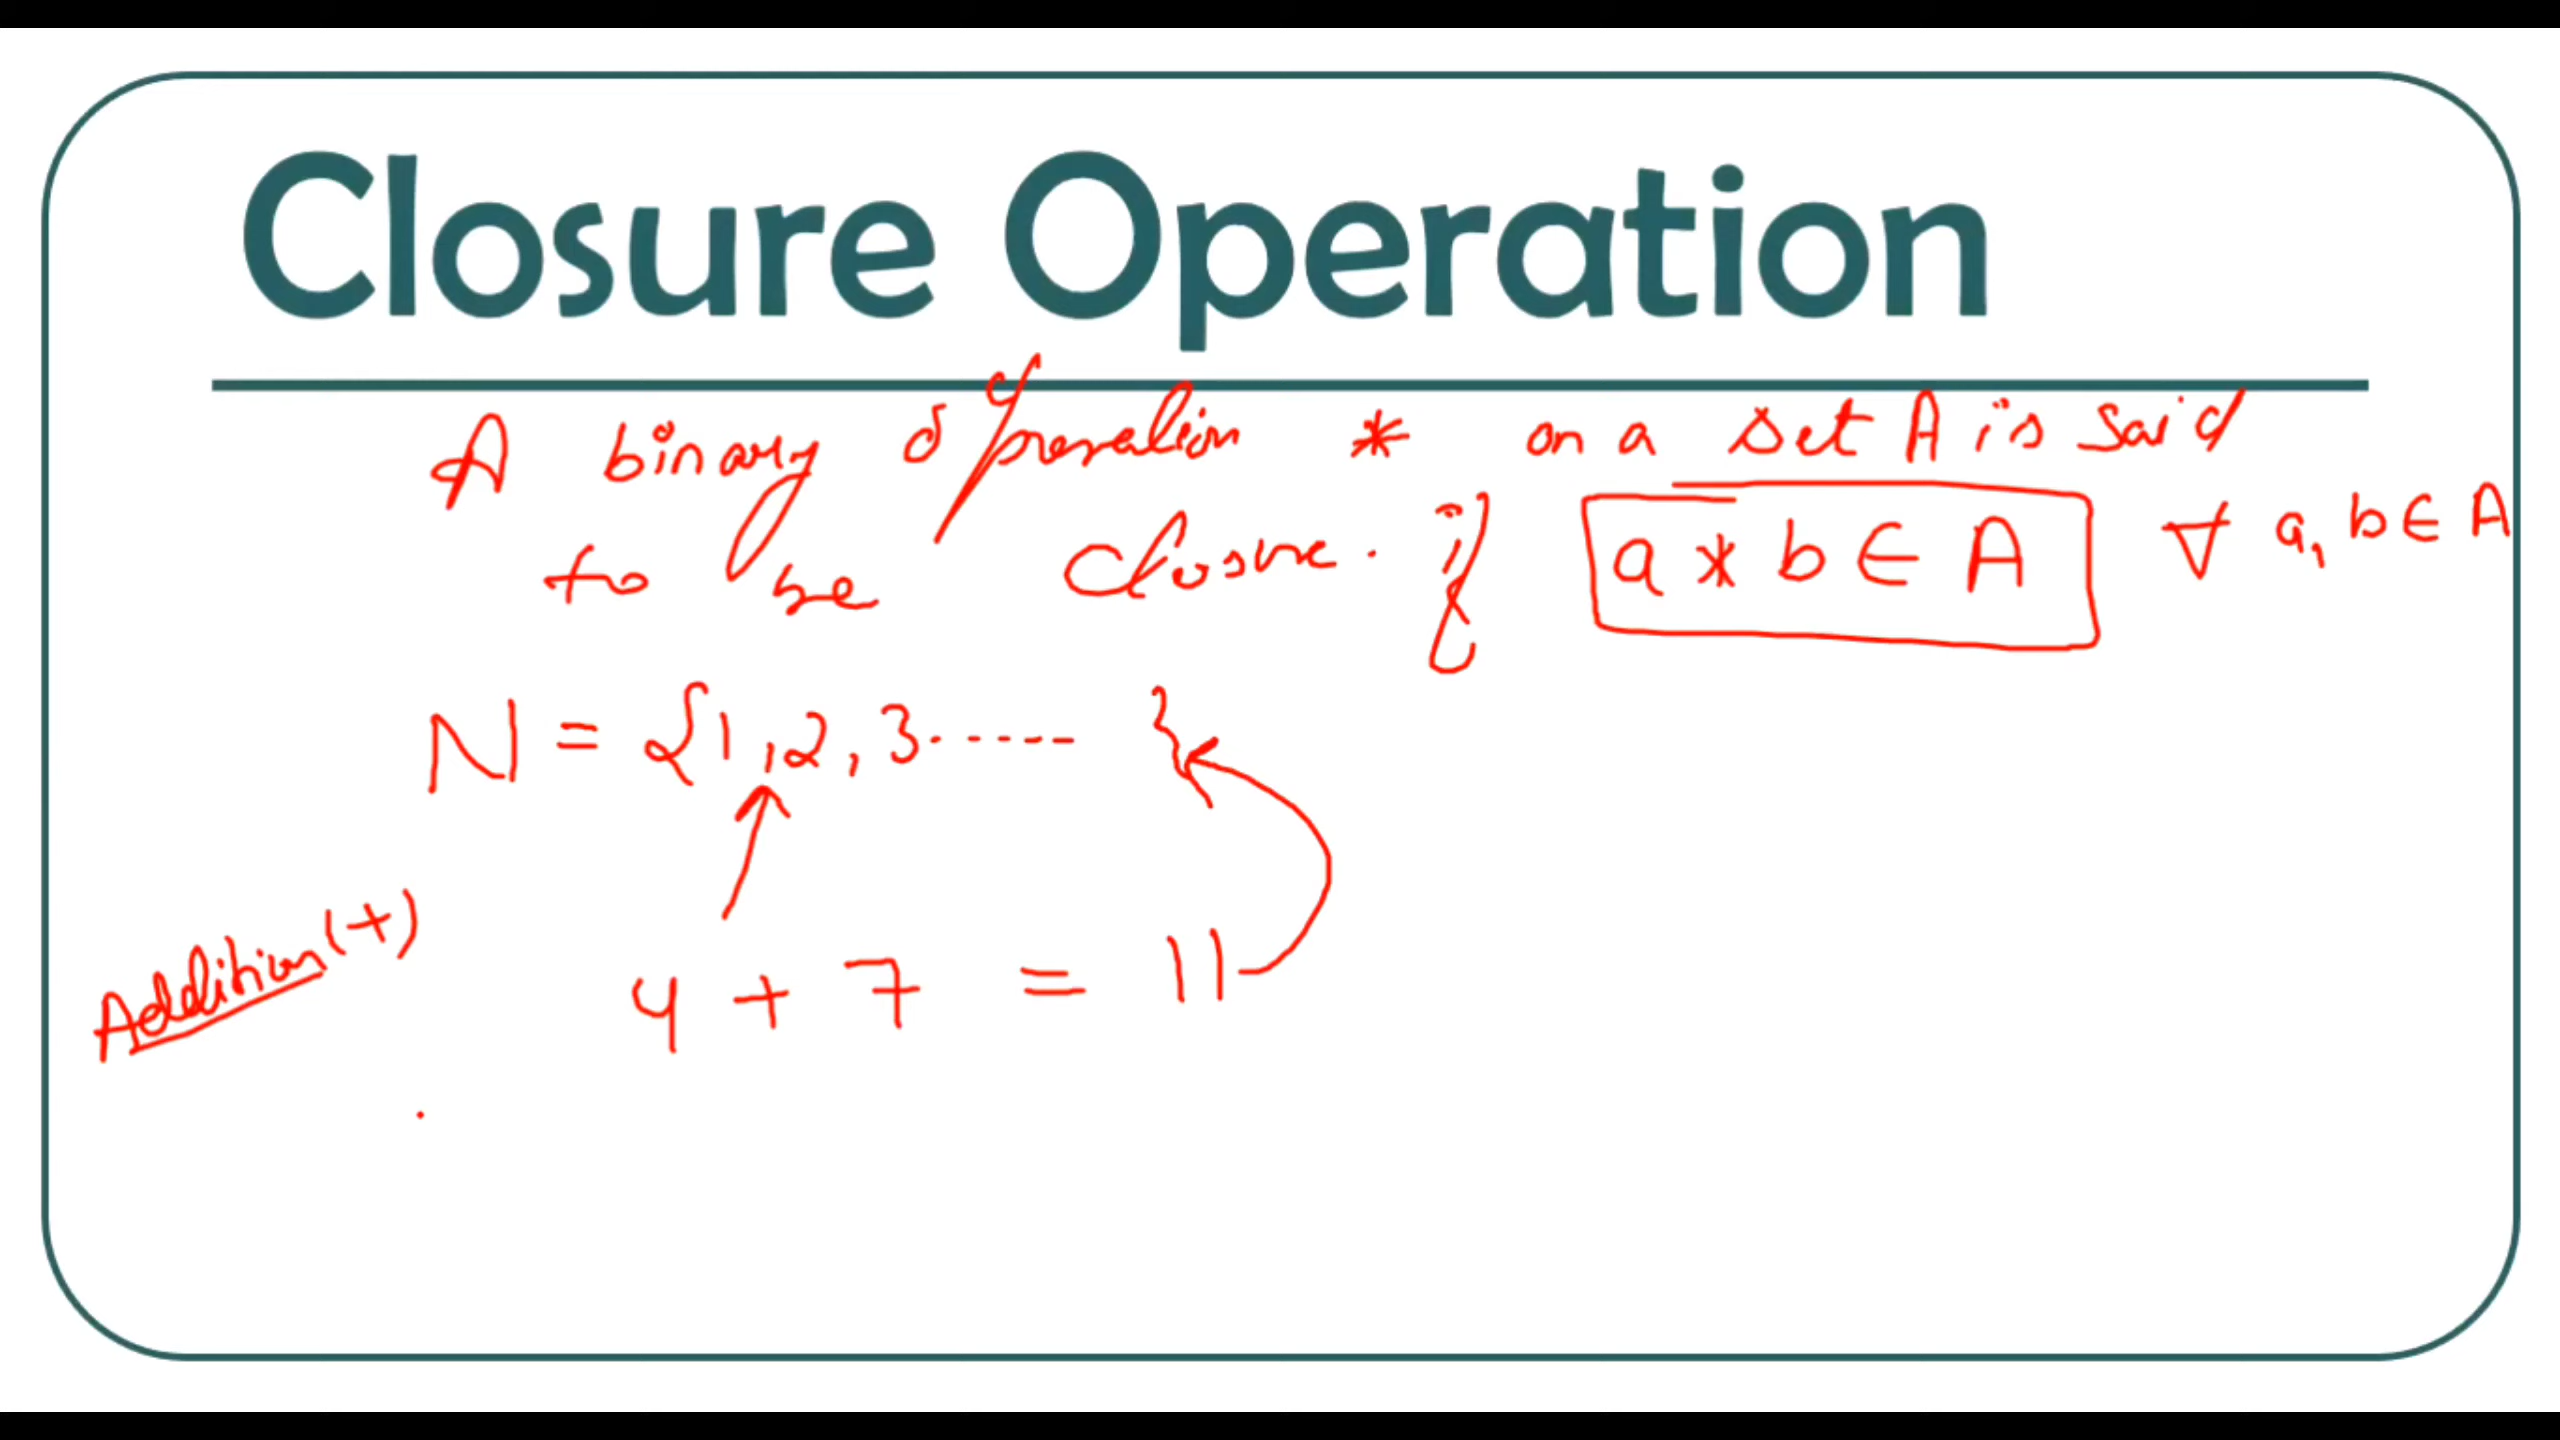 Closure Operation
A binary operation * on a set A is said
to be closure. if a * b ∈ A ∀ a, b ∈ A
N = {1, 2, 3 ----- }
Addition (+)
4 + 7 = 11